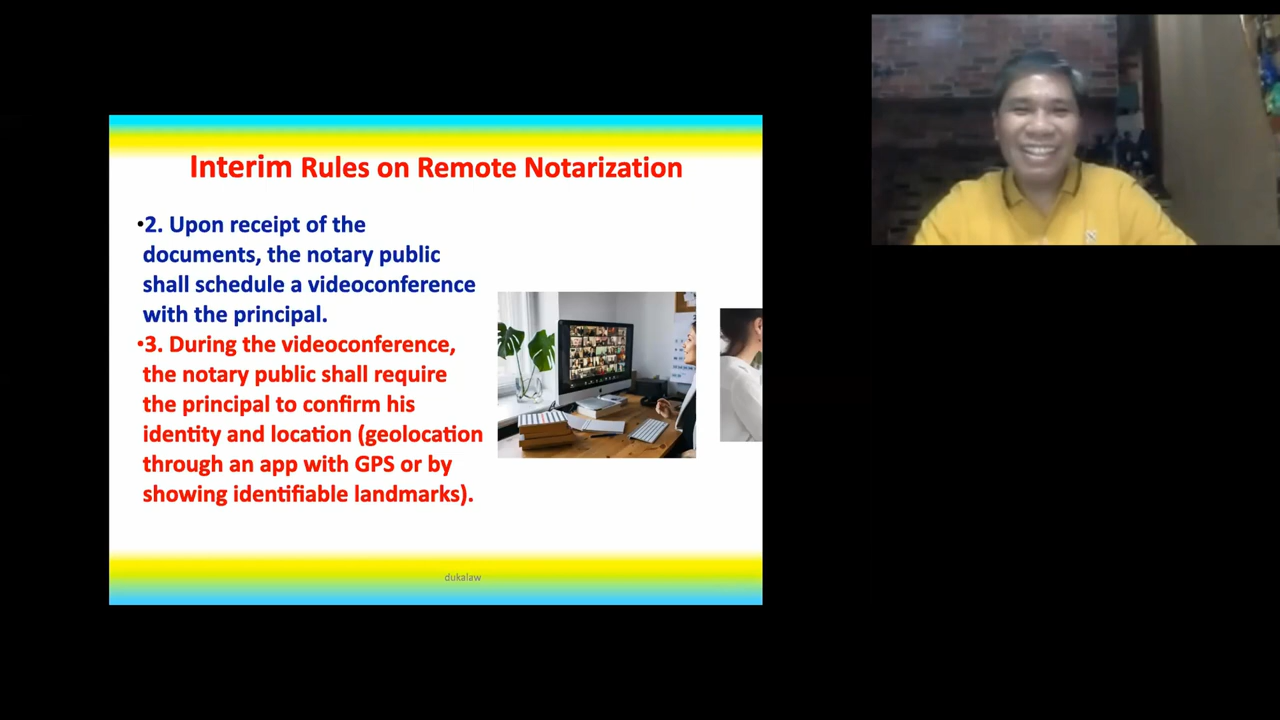 Interim Rules on Remote Notarization
•2. Upon receipt of the
documents, the notary public
shall schedule a videoconference
with the principal.
•3. During the videoconference,
the notary public shall require
the principal to confirm his
identity and location (geolocation
through an app with GPS or by
showing identifiable landmarks).
dukalaw